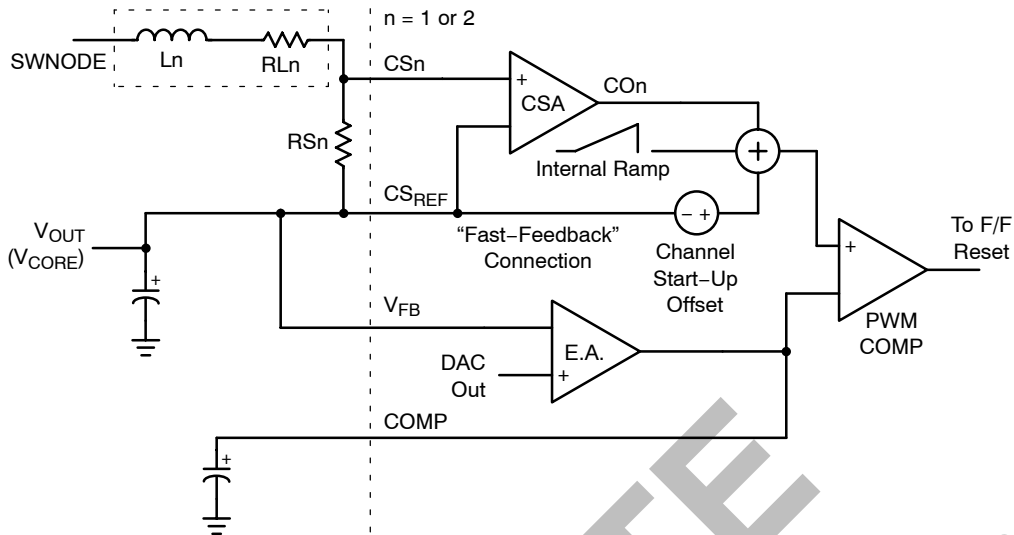 n = 1 or 2
SWNODE
Ln
RLn
CSn
+
CSA
COn
RSn
Internal Ramp
+
CSREF
- +
VOUT
(VCORE)
"Fast-Feedback"
Connection
Channel
Start-Up
Offset
+
To F/F
Reset
+
VFB
E.A.
PWM
COMP
DAC
Out
+
COMP
+